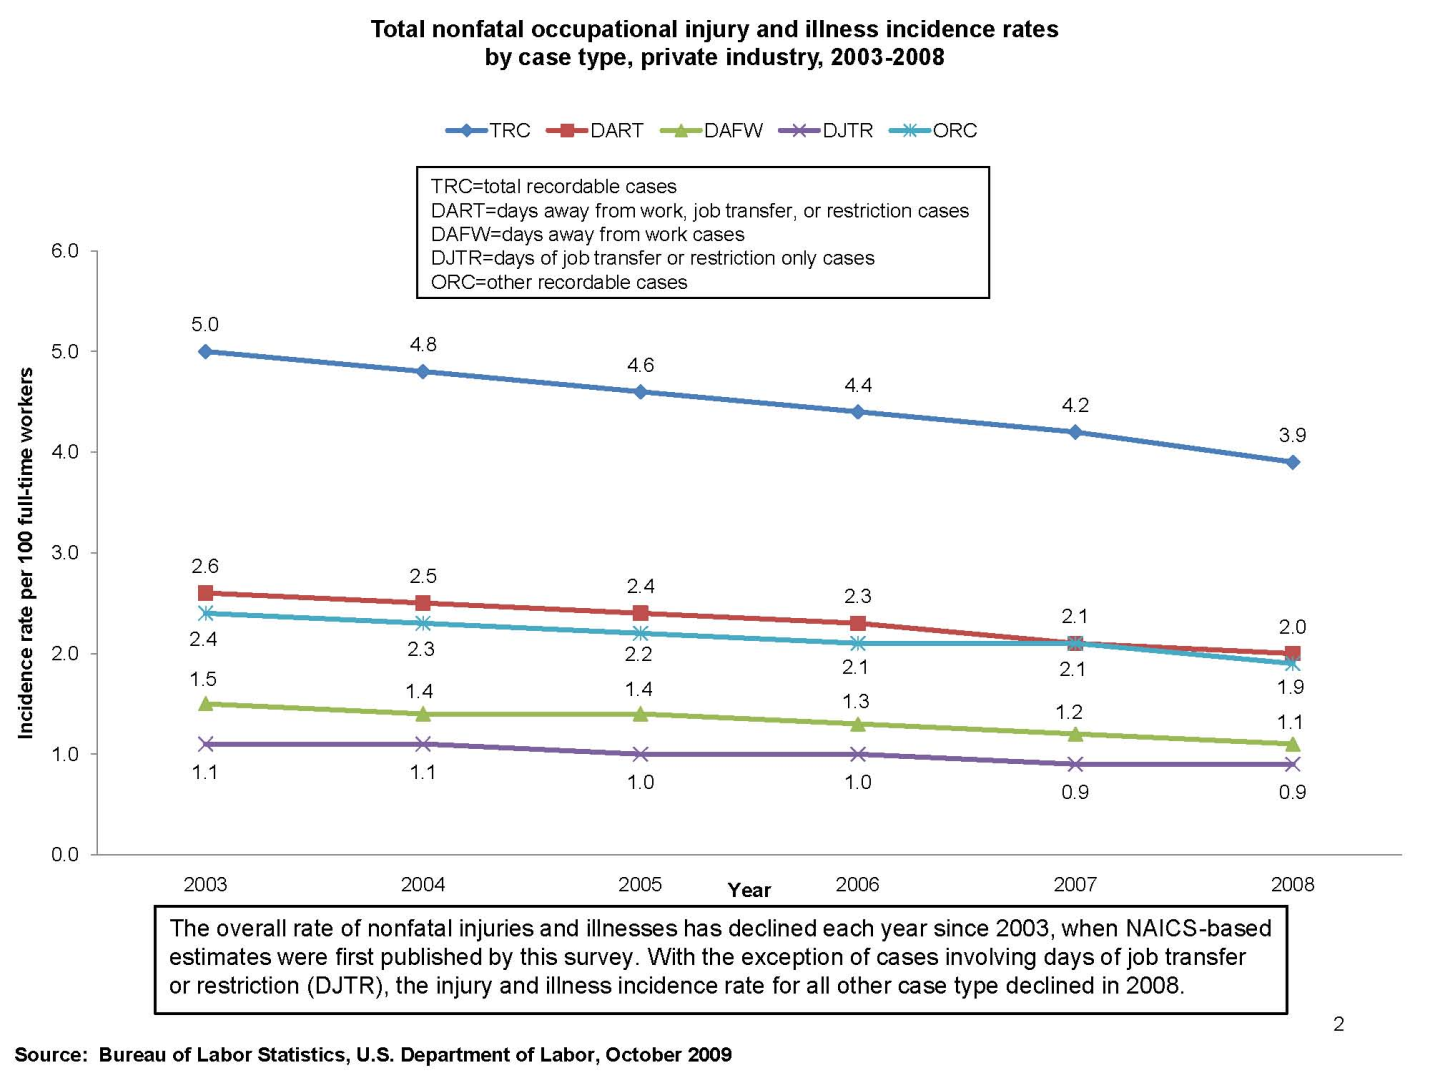 Total nonfatal occupational injury and illness incidence rates
by case type, private industry, 2003-2008
TRC DART DAFW DJTR ORC
TRC=total recordable cases
DART=days away from work, job transfer, or restriction cases
DAFW=days away from work cases
DJTR=days of job transfer or restriction only cases
ORC=other recordable cases
Incidence rate per 100 full-time workers
6.0
5.0
4.0
3.0
2.0
1.0
0.0
5.0 4.8 4.6 4.4 4.2 3.9
2.6 2.5 2.4 2.3 2.1 2.0
2.4 2.3 2.2 2.1 2.1 1.9
1.5 1.4 1.4 1.3 1.2 1.1
1.1 1.1 1.0 1.0 0.9 0.9
2003 2004 2005 2006 2007 2008
Year
The overall rate of nonfatal injuries and illnesses has declined each year since 2003, when NAICS-based
estimates were first published by this survey. With the exception of cases involving days of job transfer
or restriction (DJTR), the injury and illness incidence rate for all other case type declined in 2008.
2
Source: Bureau of Labor Statistics, U.S. Department of Labor, October 2009